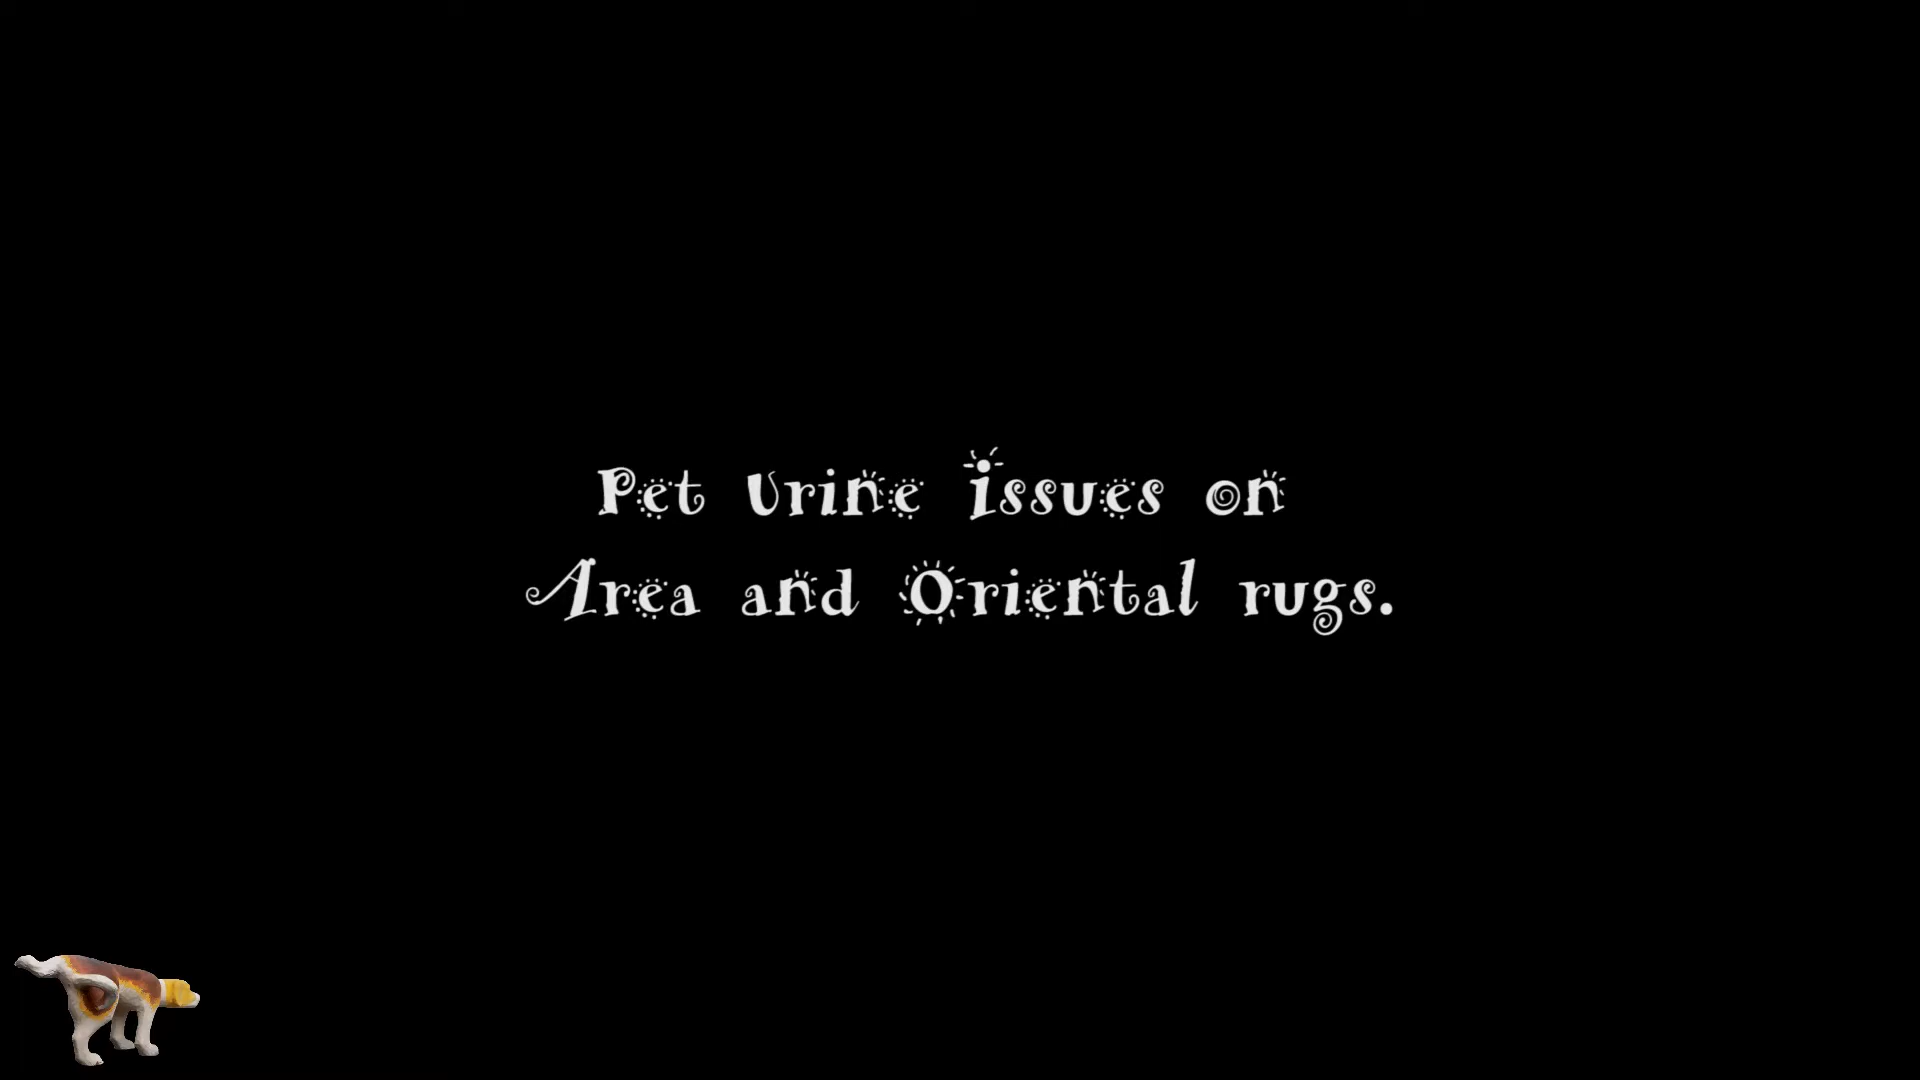 Pet Urine Issues on
Area and Oriental rugs.